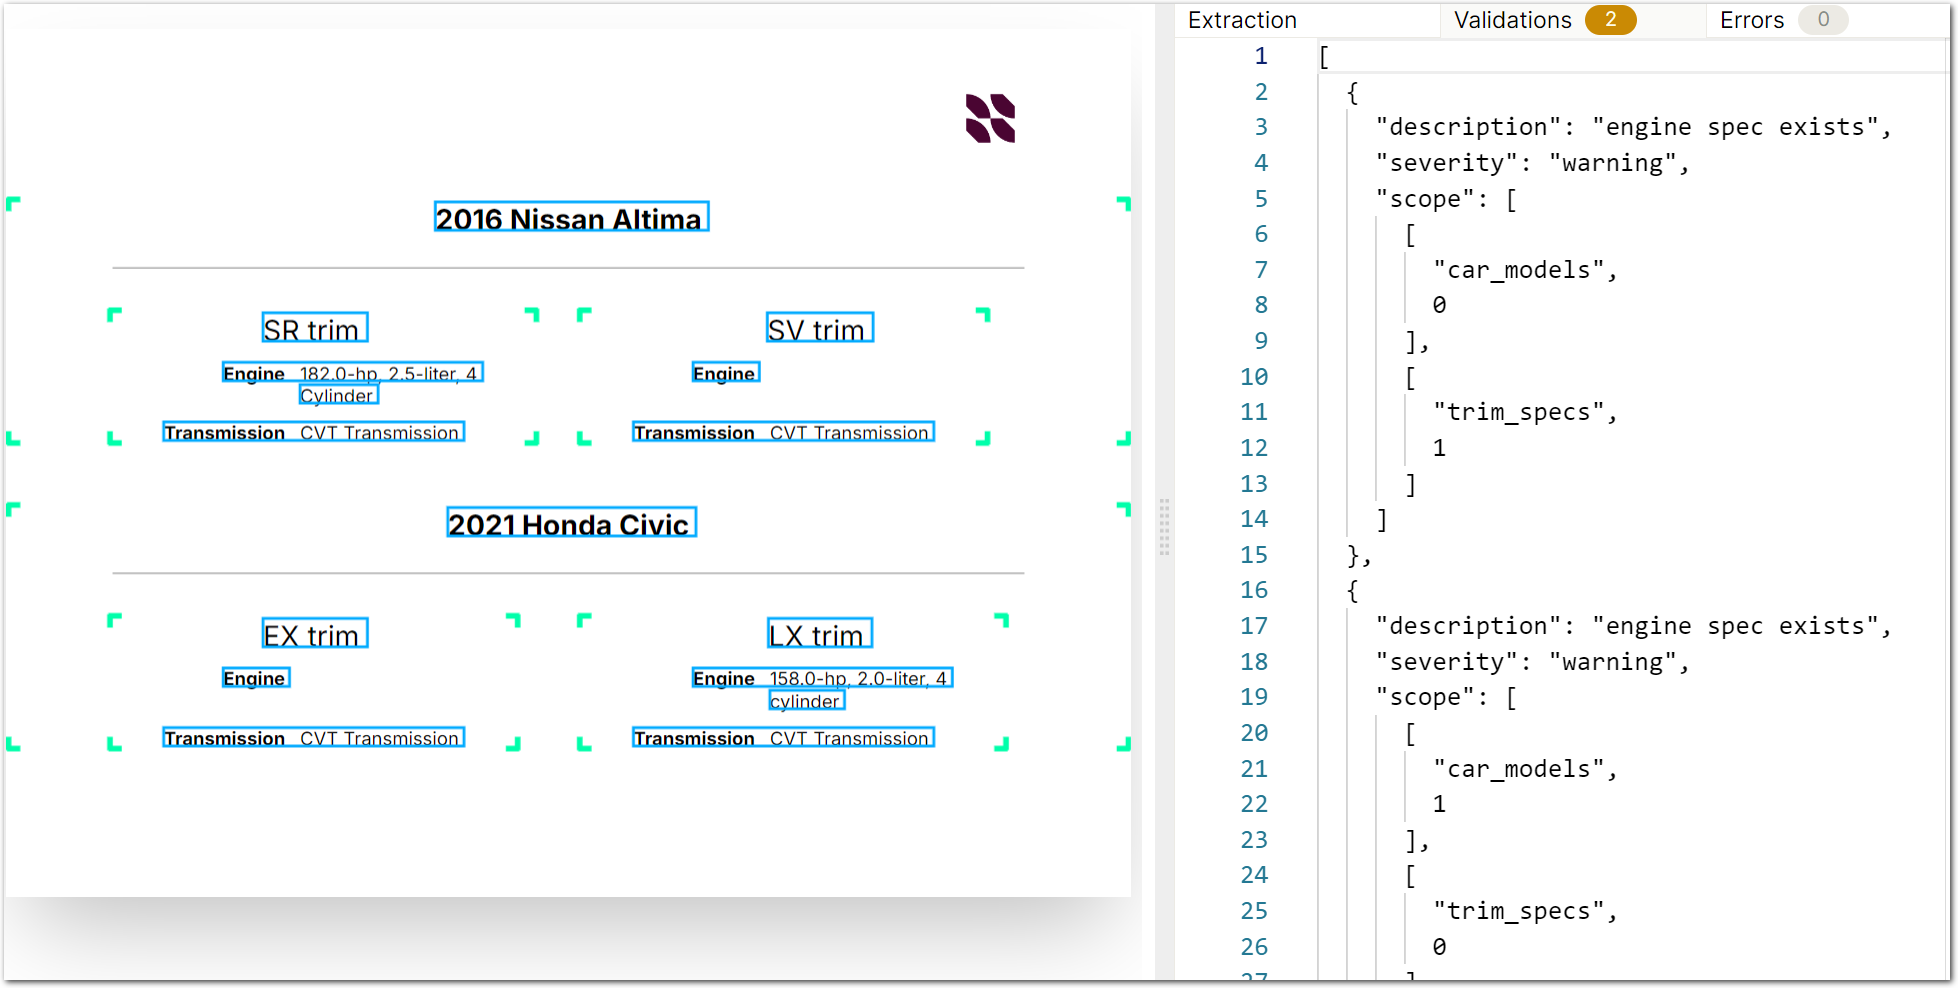 2016 Nissan Altima
SR trim
Engine 182.0-hp, 2.5-liter, 4
Cylinder
Transmission CVT Transmission
SV trim
Engine
Transmission CVT Transmission
2021 Honda Civic
EX trim
Engine
Transmission CVT Transmission
LX trim
Engine 158.0-hp, 2.0-liter, 4
cylinder
Transmission CVT Transmission
Extraction Validations 2 Errors 0
1 [
2 {
3 "description": "engine spec exists",
4 "severity": "warning",
5 "scope": [
6 [
7 "car_models",
8 0
9 ],
10 [
11 "trim_specs",
12 1
13 ]
14 ]
15 },
16 {
17 "description": "engine spec exists",
18 "severity": "warning",
19 "scope": [
20 [
21 "car_models",
22 1
23 ],
24 [
25 "trim_specs",
26 0
27 ]